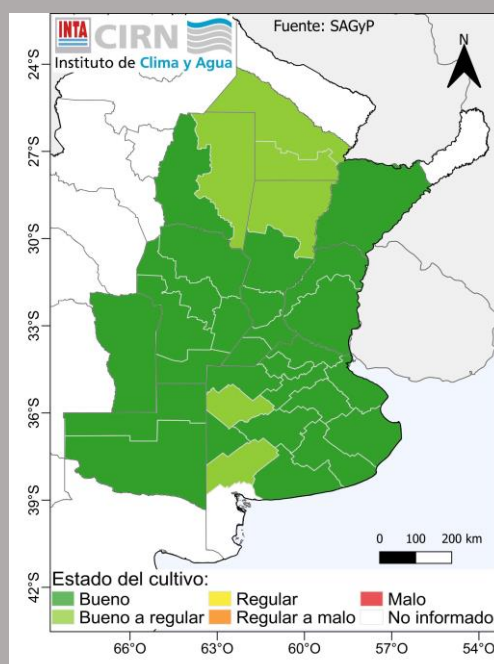 INTA CIRN
Instituto de Clima y Agua
Fuente: SAGyP
N
24°S
27°S
30°S
33°S
36°S
39°S
42°S
0 100 200 km
Estado del cultivo:
Bueno Regular Malo
Bueno a regular Regular a malo No informado
66°O 63°O 60°O 57°O 54°O